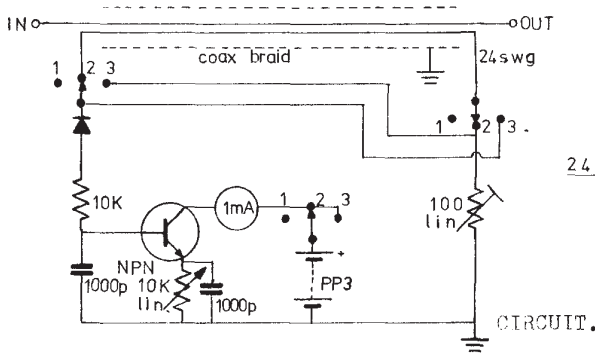 IN
OUT
coax braid
24swg
1 2 3
1 2 3.
24.
10K
1mA
1 2 3
100
lin
NPN
10K
lin.
1000p
1000p
+
PP3
CIRCUIT.